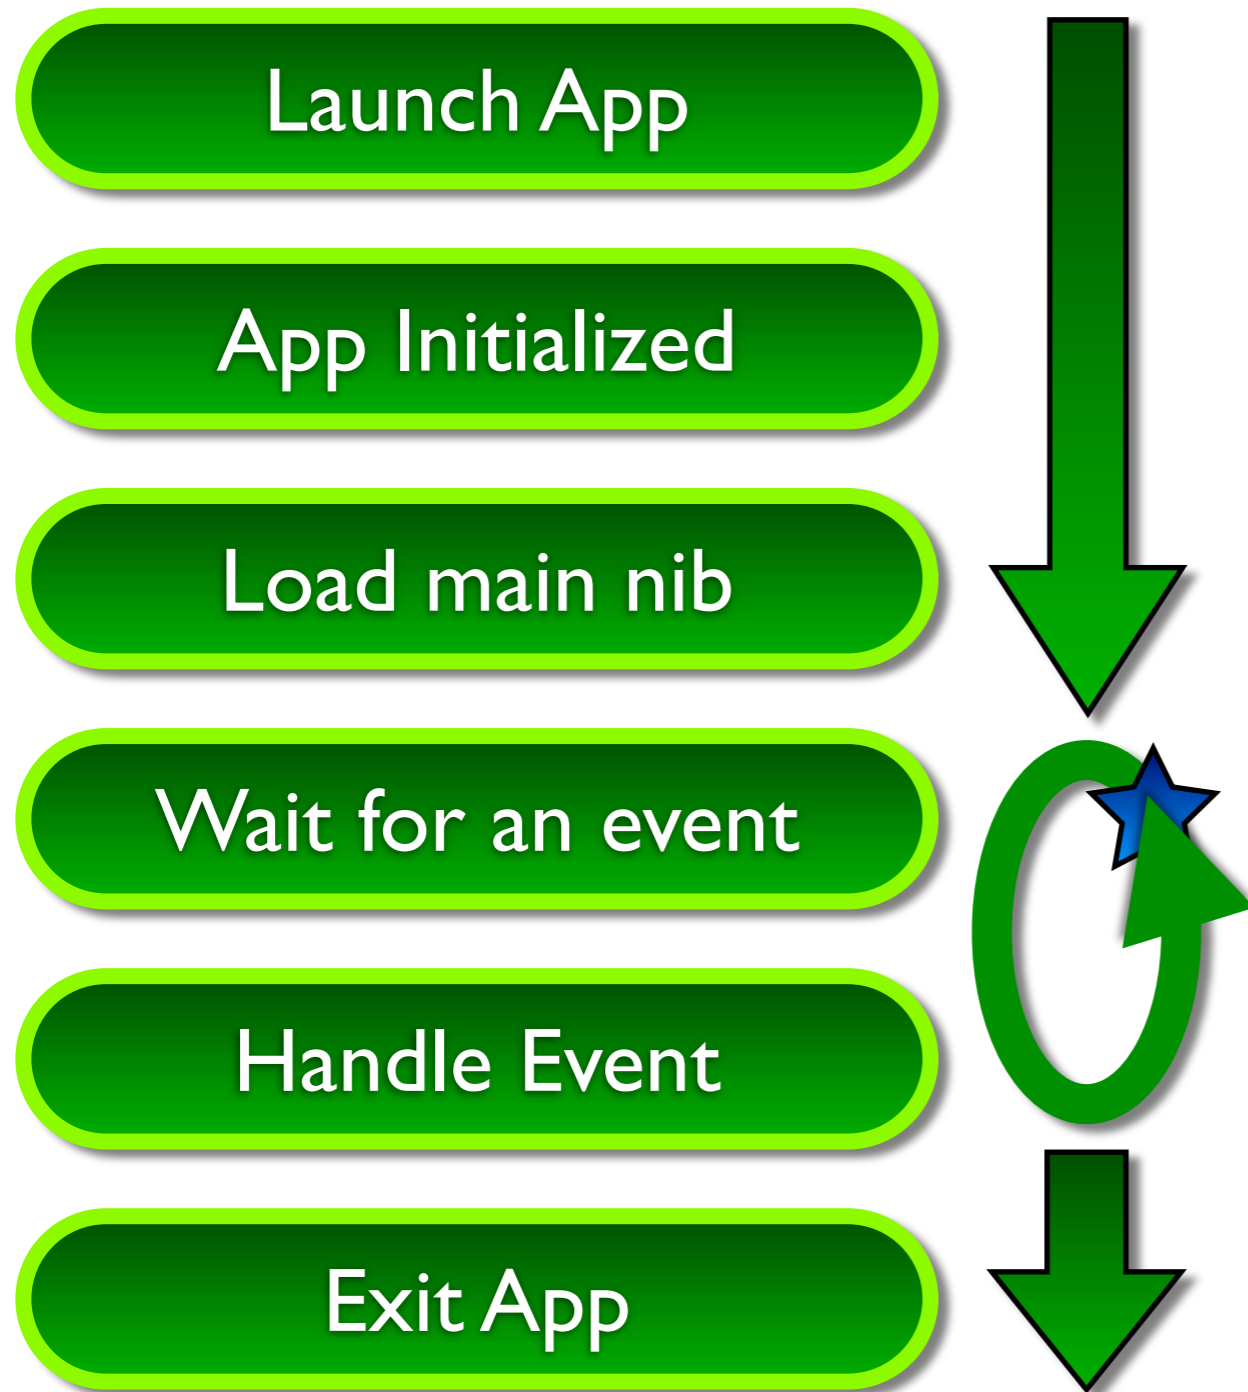 Launch App
App Initialized
Load main nib
Wait for an event
Handle Event
Exit App